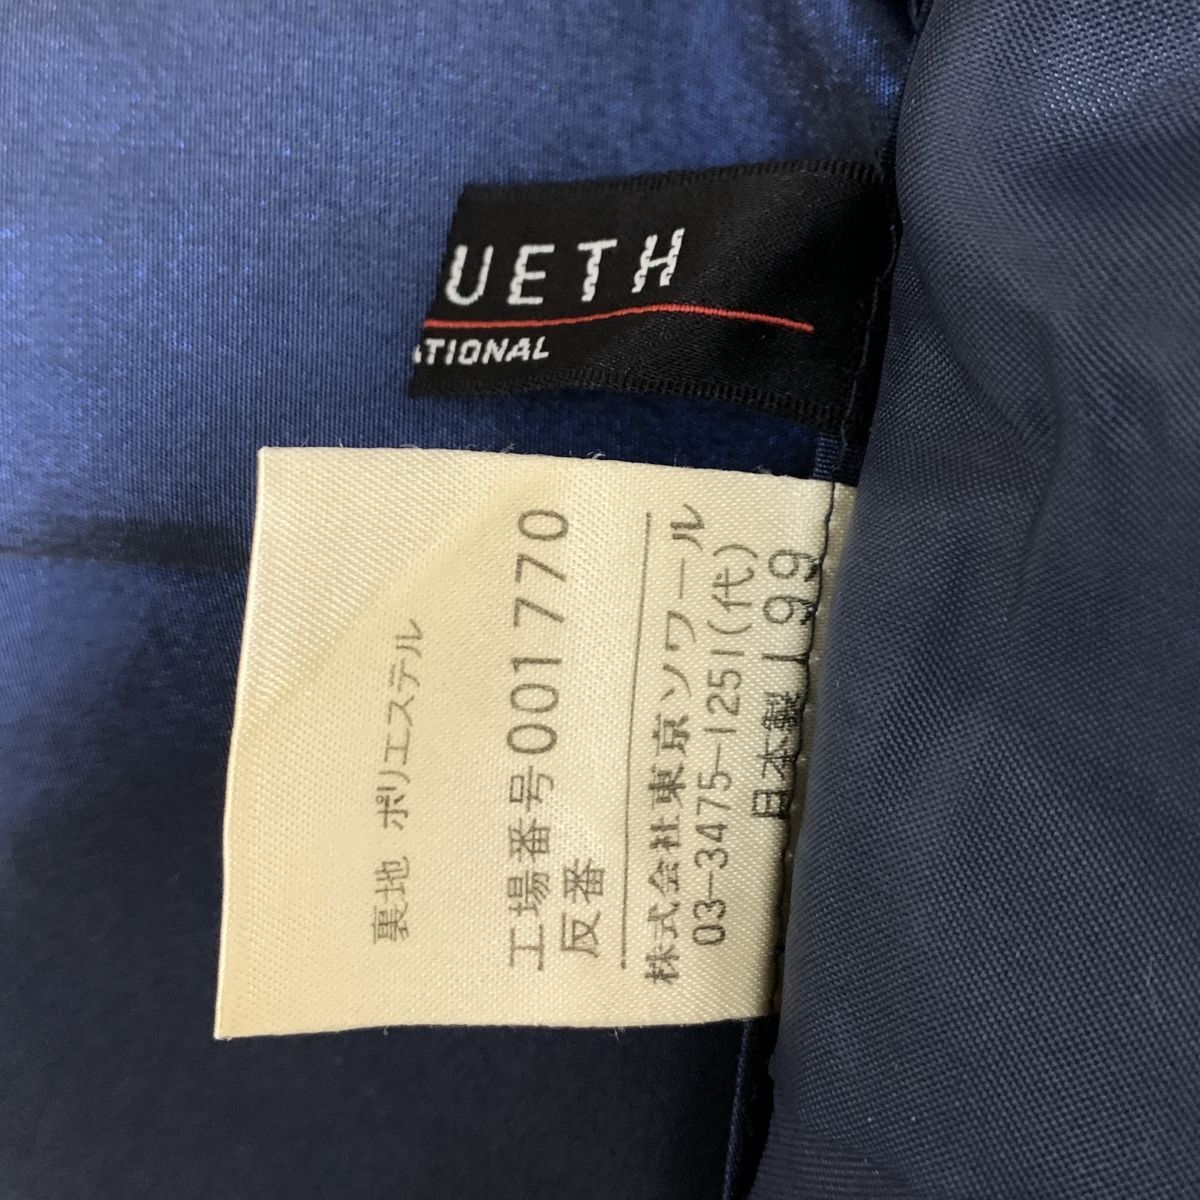 UETH
ATIONAL
裏地 ポリエステル
工場番号001770
反番
株式会社東京ソワール
03-3475-1251(代)
日本製 199